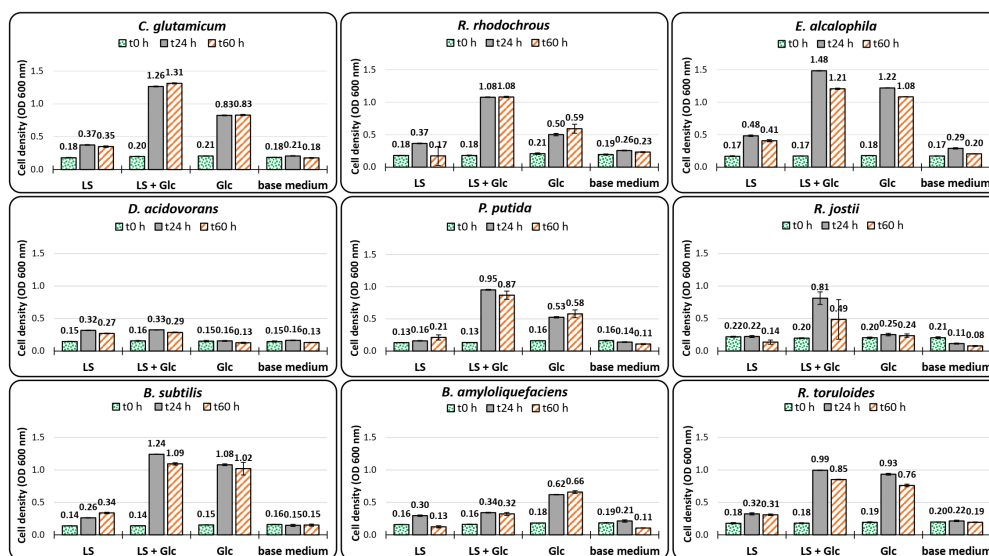 C. glutamicum
t0 h t24 h t60 h
Cell density (OD 600 nm)
1.5
1.0
0.5
0.0
0.18 0.37 0.35 0.20 1.26 1.31 0.21 0.83 0.83 0.18 0.21 0.18
LS LS + Glc Glc base medium
R. rhodochrous
t0 h t24 h t60 h
Cell density (OD 600 nm)
1.5
1.0
0.5
0.0
0.18 0.37 0.17 0.18 1.08 1.08 0.21 0.50 0.59 0.19 0.26 0.23
LS LS + Glc Glc base medium
E. alcalophila
t0 h t24 h t60 h
Cell density (OD 600 nm)
1.5
1.0
0.5
0.0
0.17 0.48 0.41 0.17 1.48 1.21 0.18 1.22 1.08 0.17 0.29 0.20
LS LS + Glc Glc base medium
D. acidovorans
t0 h t24 h t60 h
Cell density (OD 600 nm)
1.5
1.0
0.5
0.0
0.15 0.32 0.27 0.16 0.33 0.29 0.15 0.16 0.13 0.15 0.16 0.13
LS LS + Glc Glc base medium
P. putida
t0 h t24 h t60 h
Cell density (OD 600 nm)
1.5
1.0
0.5
0.0
0.13 0.16 0.21 0.13 0.95 0.87 0.16 0.53 0.58 0.16 0.14 0.11
LS LS + Glc Glc base medium
R. jostii
t0 h t24 h t60 h
Cell density (OD 600 nm)
1.5
1.0
0.5
0.0
0.22 0.22 0.14 0.20 0.81 0.49 0.20 0.25 0.24 0.21 0.11 0.08
LS LS + Glc Glc base medium
B. subtilis
t0 h t24 h t60 h
Cell density (OD 600 nm)
1.5
1.0
0.5
0.0
0.14 0.26 0.34 0.14 1.24 1.09 0.15 1.08 1.02 0.16 0.15 0.15
LS LS + Glc Glc base medium
B. amyloliquefaciens
t0 h t24 h t60 h
Cell density (OD 600 nm)
1.5
1.0
0.5
0.0
0.16 0.30 0.13 0.16 0.34 0.32 0.18 0.62 0.66 0.19 0.21 0.11
LS LS + Glc Glc base medium
R. toruloides
t0 h t24 h t60 h
Cell density (OD 600 nm)
1.5
1.0
0.5
0.0
0.18 0.32 0.31 0.18 0.99 0.85 0.19 0.93 0.76 0.20 0.22 0.19
LS LS + Glc Glc base medium